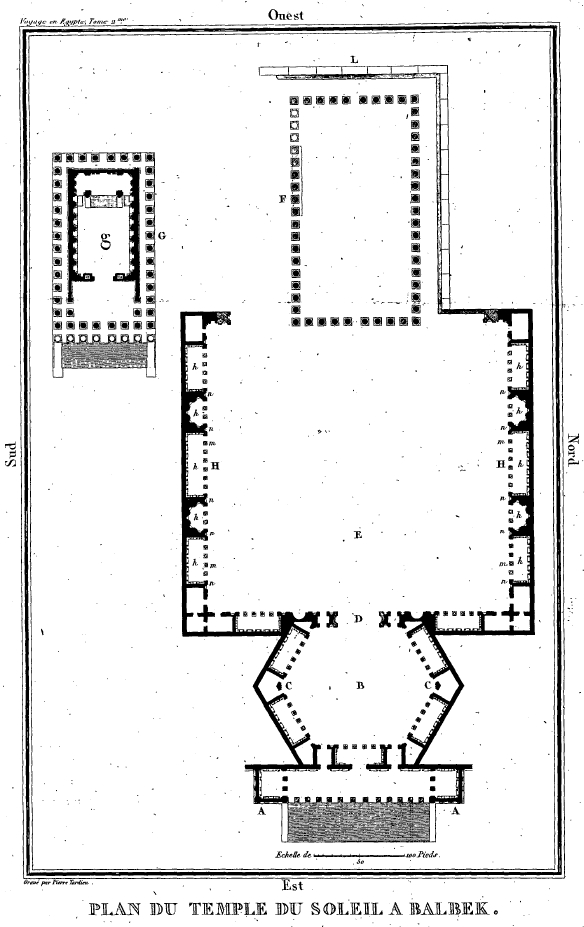 Voyage en Egypte, Tome 2.me
Ouest
L
F
G
g
h
n
h
n
m
h
H
n
h
n
h
m
n
h
n
h
n
m
H
h
n
h
n
h
m
n
Sud
Nord
E
D
C
B
C
A
A
Echelle de 100 Pieds.
50
Gravé par Pierre Tardieu.
Est
PLAN DU TEMPLE DU SOLEIL A BALBEK.